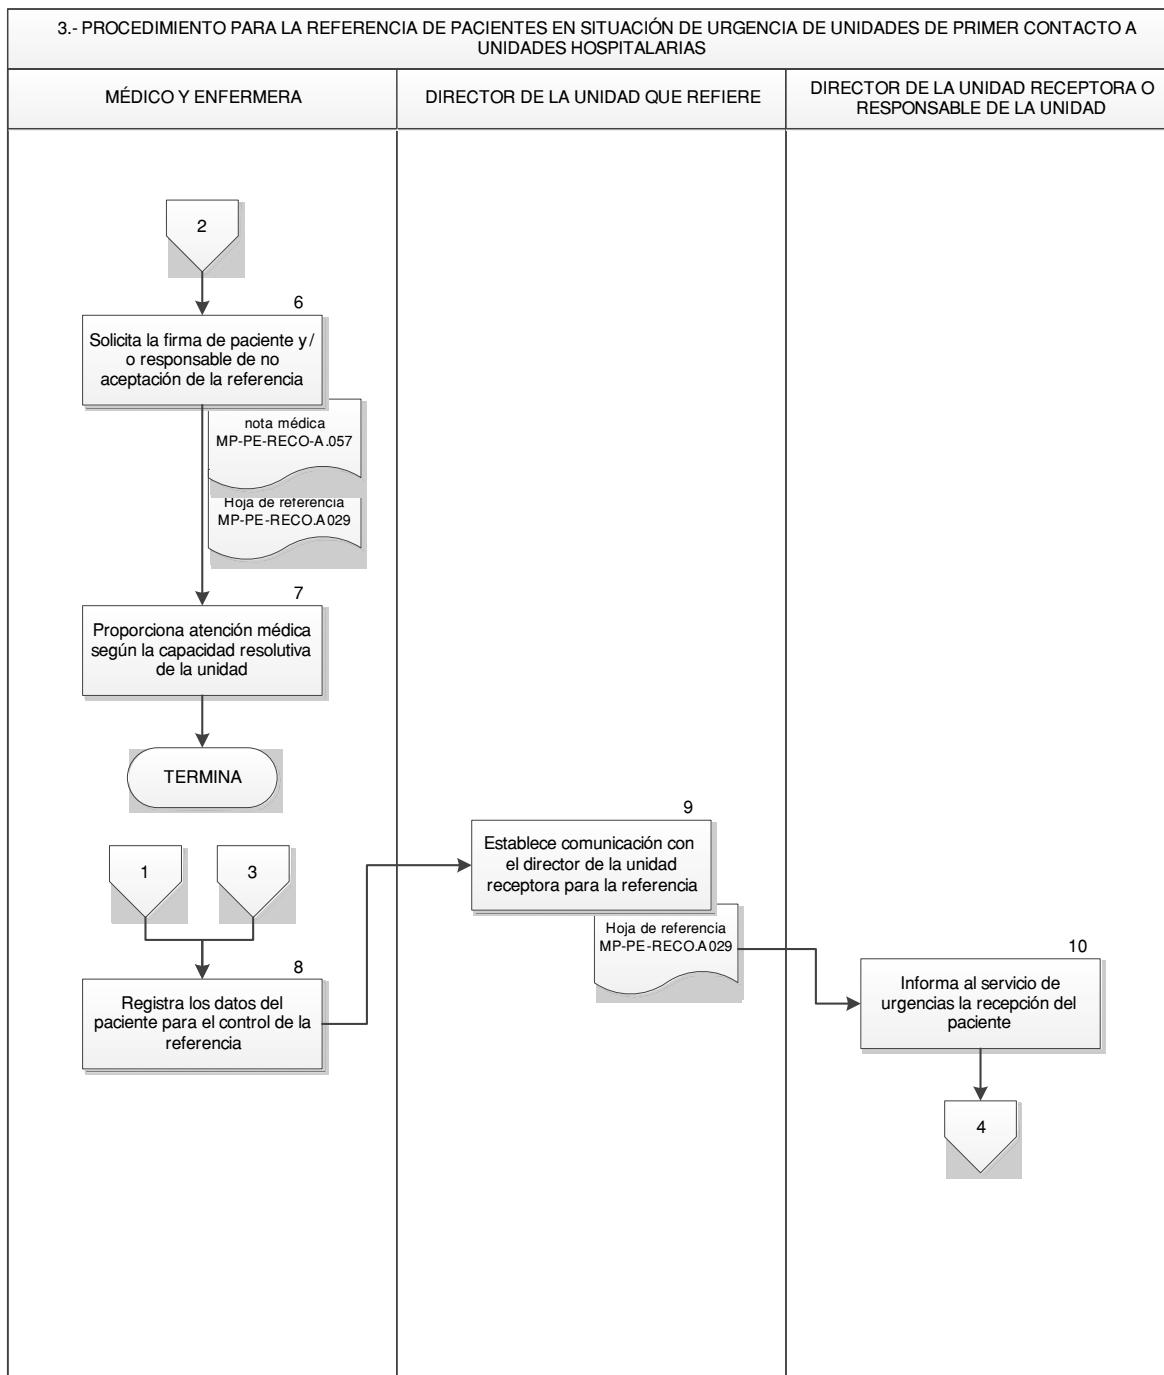 3.- PROCEDIMIENTO PARA LA REFERENCIA DE PACIENTES EN SITUACIÓN DE URGENCIA DE UNIDADES DE PRIMER CONTACTO A
UNIDADES HOSPITALARIAS
MÉDICO Y ENFERMERA
DIRECTOR DE LA UNIDAD QUE REFIERE
DIRECTOR DE LA UNIDAD RECEPTORA O
RESPONSABLE DE LA UNIDAD
2
6
Solicita la firma de paciente y/
o responsable de no
aceptación de la referencia
nota médica
MP-PE-RECO-A.057
Hoja de referencia
MP-PE-RECO.A029
7
Proporciona atención médica
según la capacidad resolutiva
de la unidad
TERMINA
1
3
8
Registra los datos del
paciente para el control de la
referencia
9
Establece comunicación con
el director de la unidad
receptora para la referencia
Hoja de referencia
MP-PE-RECO.A029
10
Informa al servicio de
urgencias la recepción del
paciente
4